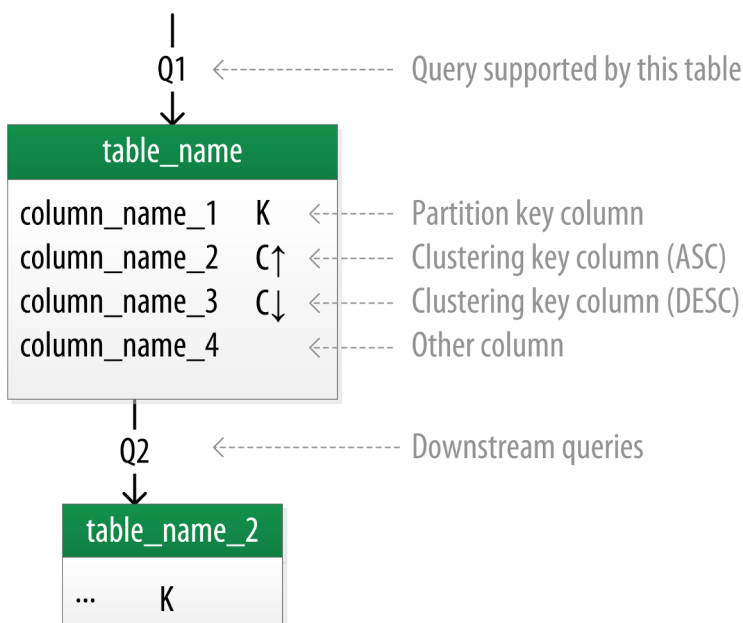 Q1 Query supported by this table
table_name
column_name_1 K Partition key column
column_name_2 C↑ Clustering key column (ASC)
column_name_3 C↓ Clustering key column (DESC)
column_name_4 Other column
Q2 Downstream queries
table_name_2
... K